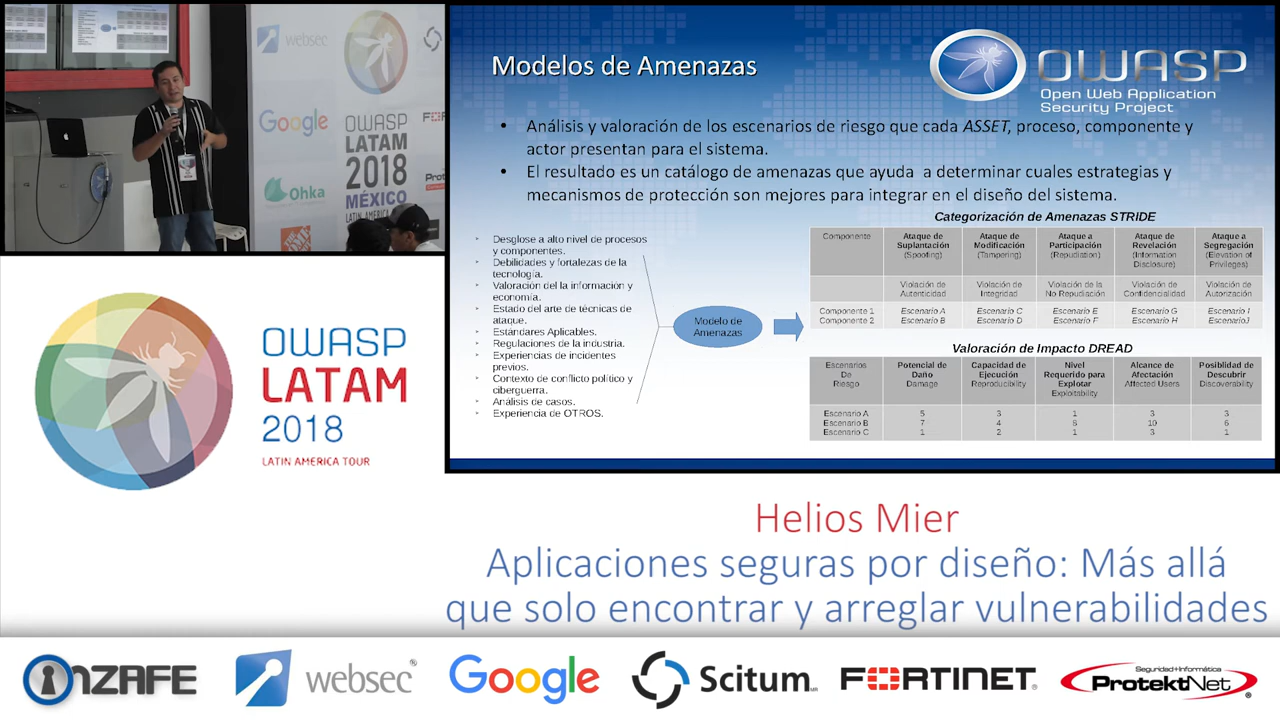 websec
Google
OWASP
LATAM
2018
MÉXICO
LATIN AMERICA
Ohka
Modelos de Amenazas
OWASP
Open Web Application
Security Project
• Análisis y valoración de los escenarios de riesgo que cada ASSET, proceso, componente y
actor presentan para el sistema.
• El resultado es un catálogo de amenazas que ayuda a determinar cuales estrategias y
mecanismos de protección son mejores para integrar en el diseño del sistema.
Desglose a alto nivel de procesos
y componentes.
Debilidades y fortalezas de la
tecnología.
Valoración del la información y
economía.
Estado del arte de técnicas de
ataque.
Estándares Aplicables.
Regulaciones de la industria.
Experiencias de incidentes
previos.
Contexto de conflicto político y
ciberguerra.
Análisis de casos.
Experiencia de OTROS.
Modelo de
Amenazas
Categorización de Amenazas STRIDE
Componente Ataque de Ataque de Ataque a Ataque de Ataque a
Suplantación Modificación Participación Revelación Segregación
(Spoofing) (Tampering) (Repudiation) (Information (Elevation of
Disclosure) Privileges)
Violación de Violación de Violación de la Violación de Violación de
Autenticidad Integridad No Repudiación Confidencialidad Autorización
Componente 1 Escenario A Escenario C Escenario E Escenario G Escenario I
Componente 2 Escenario B Escenario D Escenario F Escenario H EscenarioJ
Valoración de Impacto DREAD
Escenarios Potencial de Capacidad de Nivel Alcance de Posiblidad de
De Daño Ejecución Requerido para Afectación Descubrir
Riesgo Damage Reproducibility Explotar Affected Users Discoverability
Exploitability
Escenario A 5 3 1 3 3
Escenario B 7 4 6 10 6
Escenario C 1 2 1 3 1
OWASP
LATAM
2018
LATIN AMERICA TOUR
Helios Mier
Aplicaciones seguras por diseño: Más allá
que solo encontrar y arreglar vulnerabilidades
ONZAFE
websec®
Google
Scitum MR
FORTINET®
Seguridad+Informática
ProtektNet®